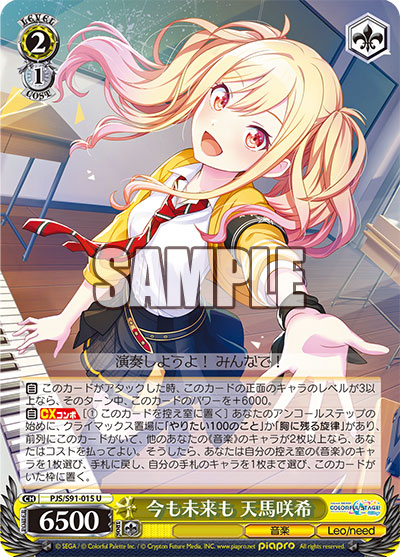 LEVEL
2
1
COST
SAMPLE
演奏しようよ！ みんなで！
自 このカードがアタックした時、このカードの正面のキャラのレベルが3以
上なら、そのターン中、このカードのパワーを+6000。
自 CXコンボ ［① このカードを控え室に置く］ あなたのアンコールステップの
始めに、クライマックス置場に「やりたい100のこと」か「胸に残る旋律」があり、
前列にこのカードがいて、他のあなたの《音楽》のキャラが2枚以上なら、あな
たはコストを払ってよい。そうしたら、あなたは自分の控え室の《音楽》のキャ
ラを1枚選び、手札に戻し、自分の手札のキャラを1枚まで選び、このカードが
いた枠に置く。
CH PJS/S91-015 U
POWER
6500
SOUL
今も未来も 天馬咲希
音楽
Leo/need
COLORFUL STAGE!
© SEGA / © Colorful Palette Inc. / © Crypton Future Media, INC. www.piapro.net piapro